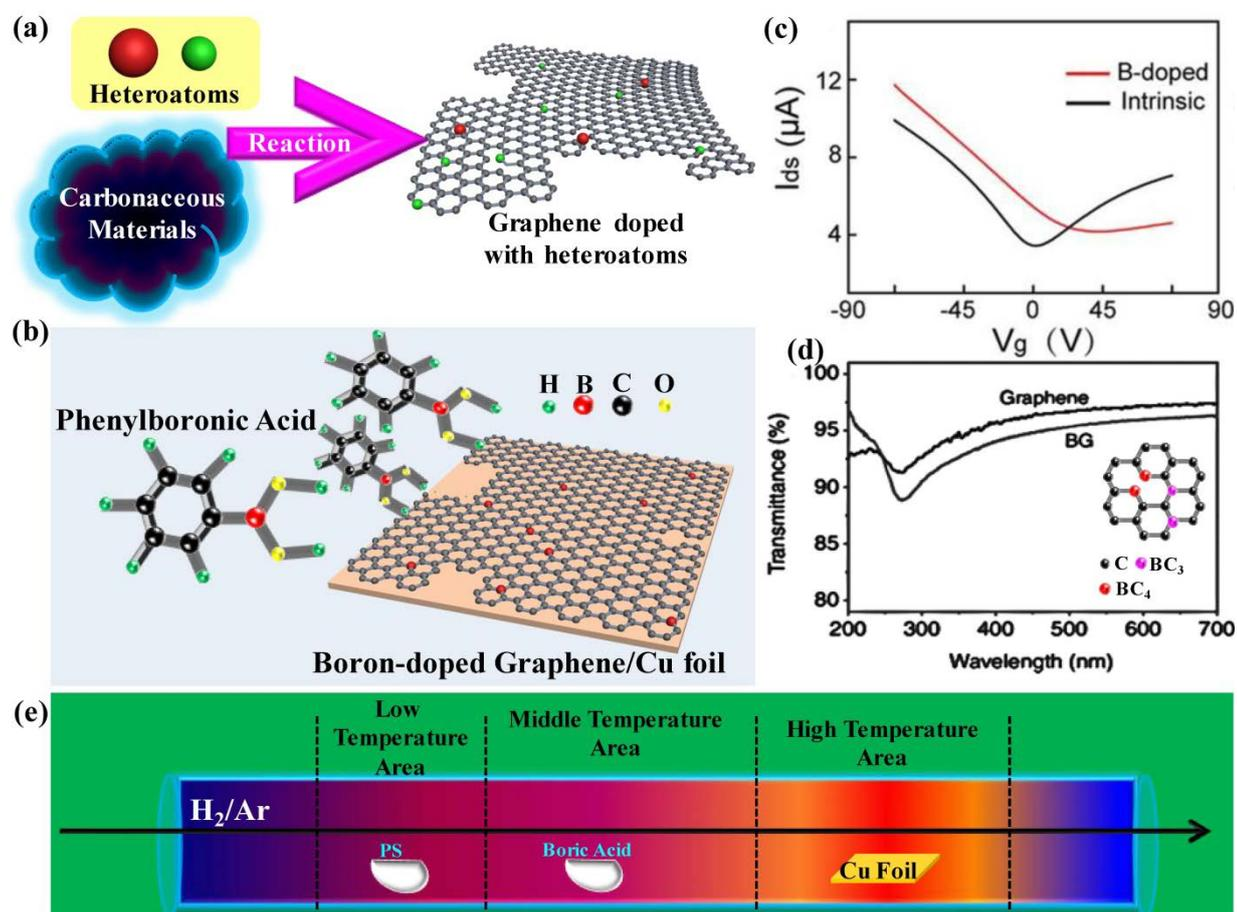 (a)
Heteroatoms
Reaction
Carbonaceous
Materials
Graphene doped
with heteroatoms
(c)
B-doped
Intrinsic
12
8
4
I_ds (μA)
-90 -45 0 45 90
V_g (V)
(b)
Phenylboronic Acid
H B C O
Boron-doped Graphene/Cu foil
(d)
100
95
90
85
80
Transmittance (%)
Graphene
BG
C BC₃
BC₄
200 300 400 500 600 700
Wavelength (nm)
(e)
Low
Temperature
Area
Middle Temperature
Area
High Temperature
Area
H₂/Ar
PS
Boric Acid
Cu Foil